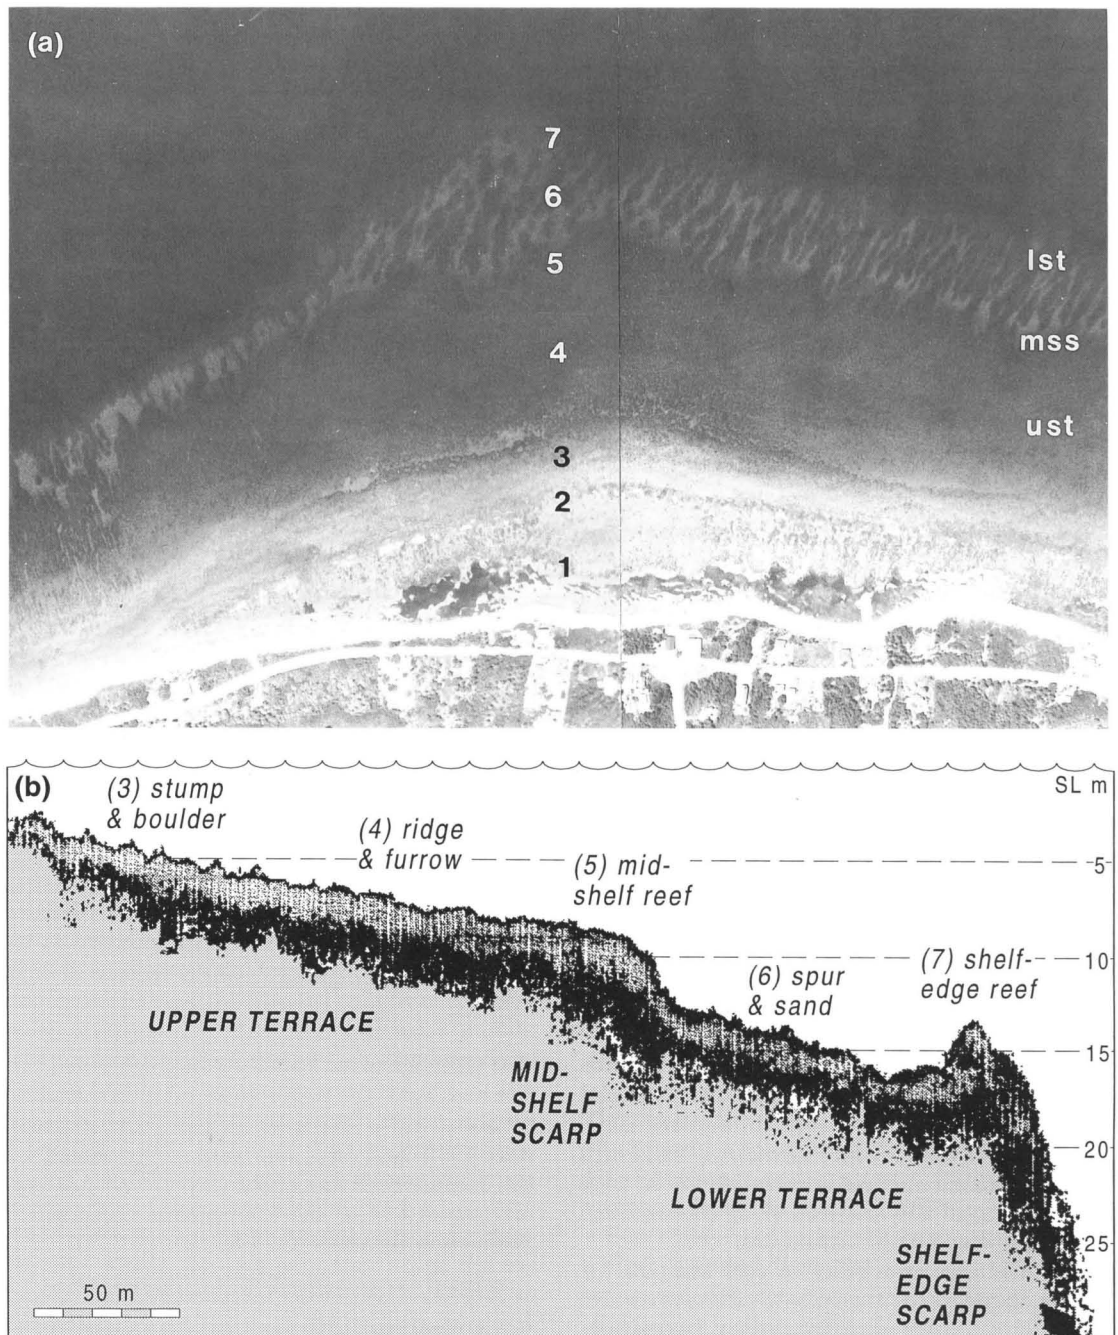 (a)
7
6
5
lst
mss
4
ust
3
2
1
(b)
SL m
(3) stump
& boulder
(4) ridge
& furrow
(5) mid-
shelf reef
5
10
(6) spur
& sand
(7) shelf-
edge reef
15
UPPER TERRACE
MID-
SHELF
SCARP
20
LOWER TERRACE
25
SHELF-
EDGE
SCARP
50 m